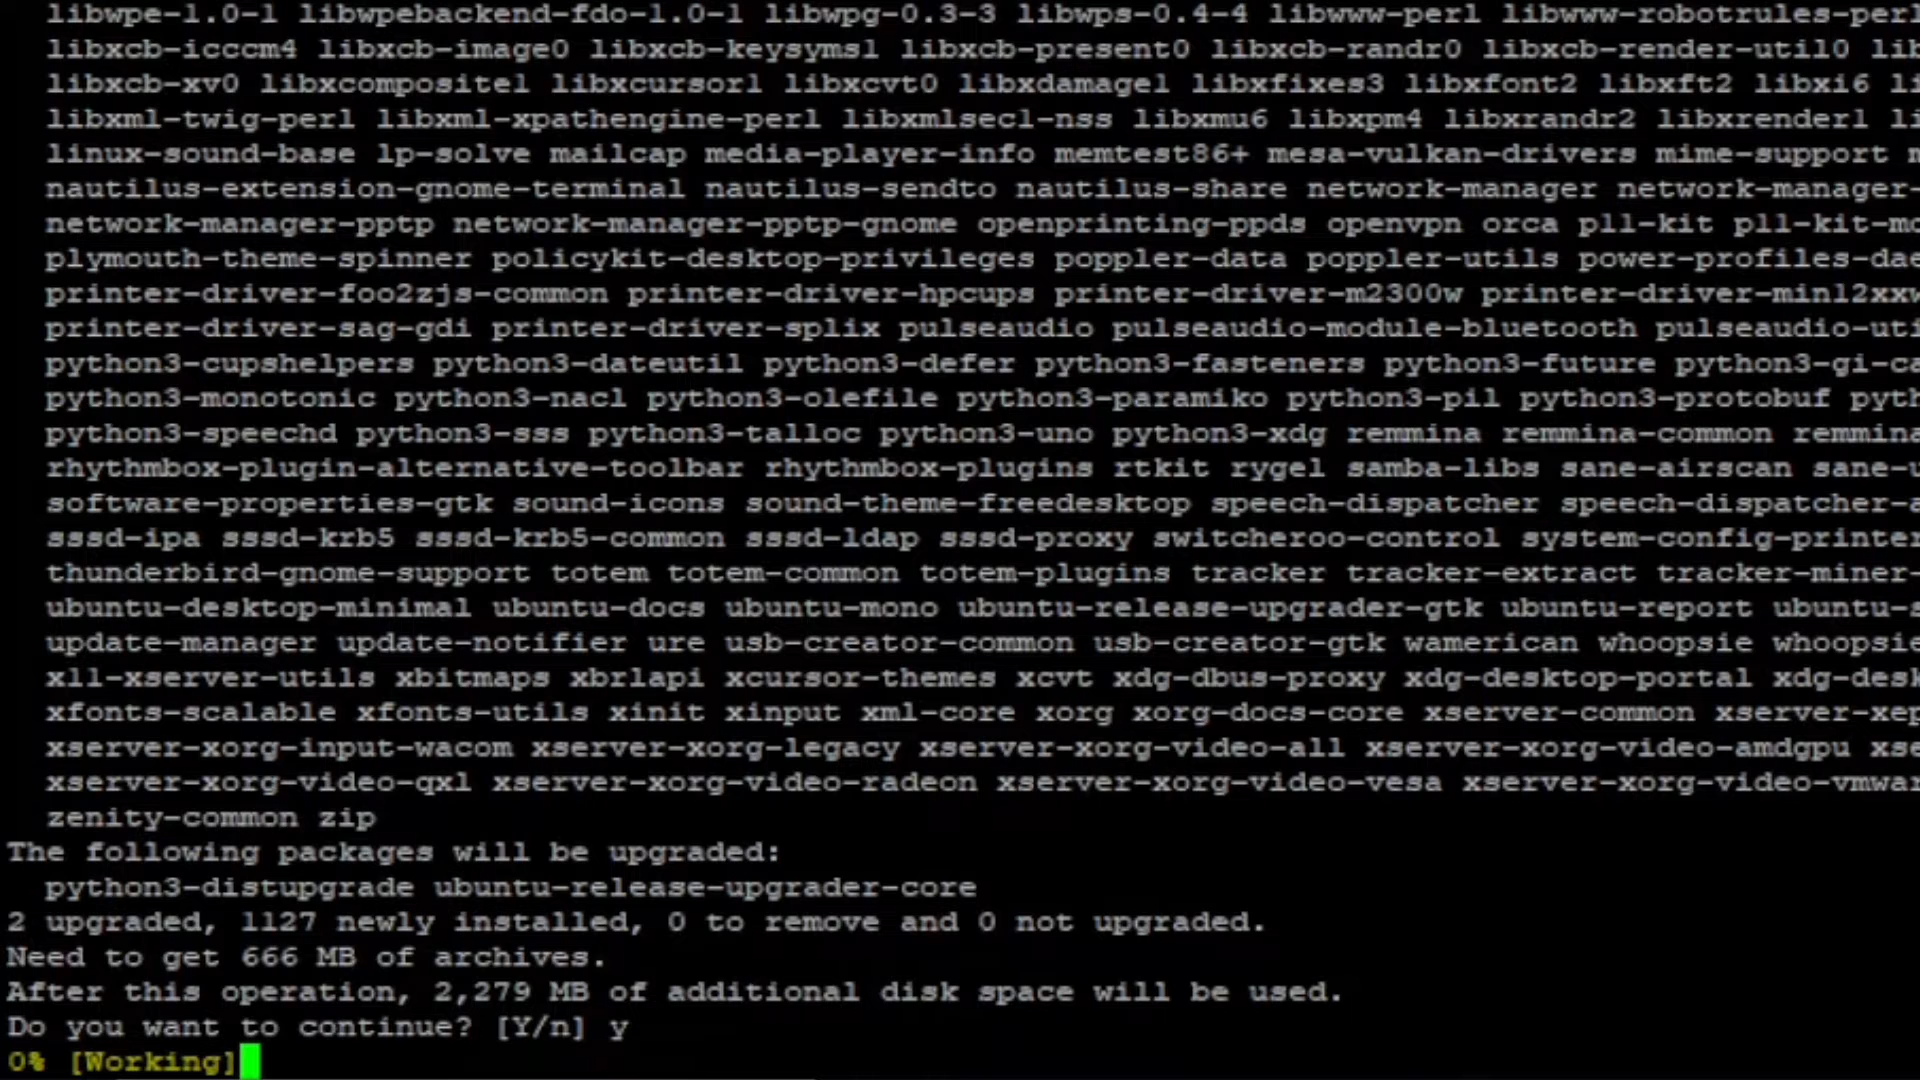 libwpe-1.0-1 libwpebackend-fdo-1.0-1 libwpg-0.3-3 libwps-0.4-4 libwww-perl libwww-robotrules-perl
libxcb-icccm4 libxcb-image0 libxcb-keysyms1 libxcb-present0 libxcb-randr0 libxcb-render-util0
libxcb-xv0 libxcomposite1 libxcursor1 libxcvt0 libxdamage1 libxfixes3 libxfont2 libxft2 libxi6
libxml-twig-perl libxml-xpathengine-perl libxmlsec1-nss libxmu6 libxpm4 libxrandr2 libxrender1
linux-sound-base lp-solve mailcap media-player-info memtest86+ mesa-vulkan-drivers mime-support
nautilus-extension-gnome-terminal nautilus-sendto nautilus-share network-manager network-manager-
network-manager-pptp network-manager-pptp-gnome openprinting-ppds openvpn orca p11-kit p11-kit-mo
plymouth-theme-spinner policykit-desktop-privileges poppler-data poppler-utils power-profiles-dae
printer-driver-foo2zjs-common printer-driver-hpcups printer-driver-m2300w printer-driver-min12xxw
printer-driver-sag-gdi printer-driver-splix pulseaudio pulseaudio-module-bluetooth pulseaudio-uti
python3-cupshelpers python3-dateutil python3-defer python3-fasteners python3-future python3-gi-ca
python3-monotonic python3-nacl python3-olefile python3-paramiko python3-pil python3-protobuf pyth
python3-speechd python3-sss python3-talloc python3-uno python3-xdg remmina remmina-common remmina
rhythmbox-plugin-alternative-toolbar rhythmbox-plugins rtkit rygel samba-libs sane-airscan sane-u
software-properties-gtk sound-icons sound-theme-freedesktop speech-dispatcher speech-dispatcher-a
sssd-ipa sssd-krb5 sssd-krb5-common sssd-ldap sssd-proxy switcheroo-control system-config-printer
thunderbird-gnome-support totem totem-common totem-plugins tracker tracker-extract tracker-miner-
ubuntu-desktop-minimal ubuntu-docs ubuntu-mono ubuntu-release-upgrader-gtk ubuntu-report ubuntu-s
update-manager update-notifier ure usb-creator-common usb-creator-gtk wamerican whoopsie whoopsie
x11-xserver-utils xbitmaps xbrlapi xcursor-themes xcvt xdg-dbus-proxy xdg-desktop-portal xdg-desk
xfonts-scalable xfonts-utils xinit xinput xml-core xorg xorg-docs-core xserver-common xserver-xep
xserver-xorg-input-wacom xserver-xorg-legacy xserver-xorg-video-all xserver-xorg-video-amdgpu xse
xserver-xorg-video-qxl xserver-xorg-video-radeon xserver-xorg-video-vesa xserver-xorg-video-vmwar
zenity-common zip
The following packages will be upgraded:
python3-distupgrade ubuntu-release-upgrader-core
2 upgraded, 1127 newly installed, 0 to remove and 0 not upgraded.
Need to get 666 MB of archives.
After this operation, 2,279 MB of additional disk space will be used.
Do you want to continue? [Y/n] y
0% [Working]